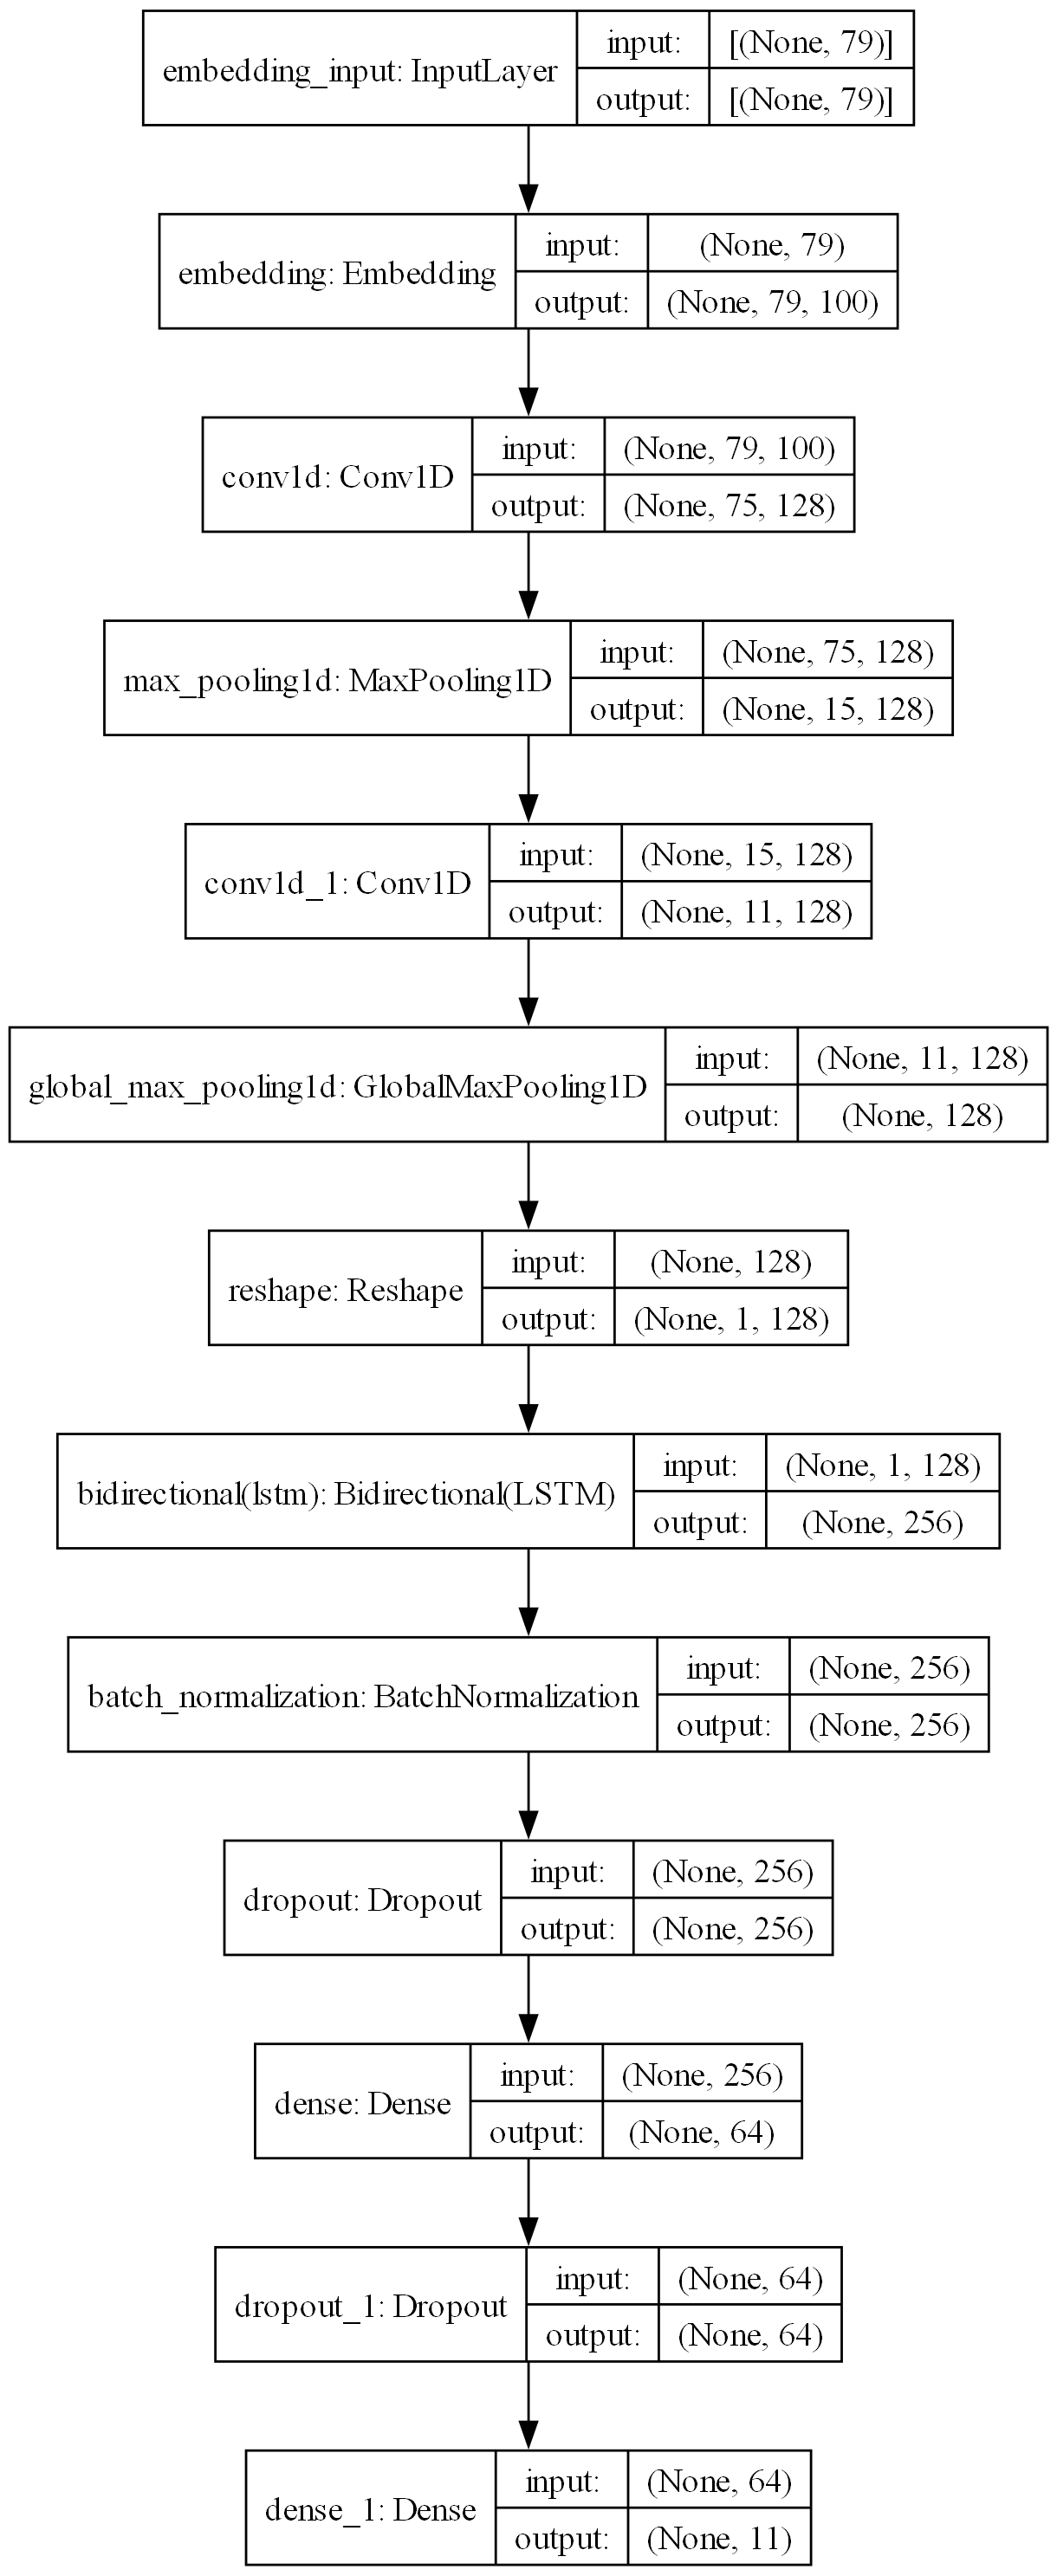 embedding_input: InputLayer
input:
[(None, 79)]
output:
[(None, 79)]
embedding: Embedding
input:
(None, 79)
output:
(None, 79, 100)
conv1d: Conv1D
input:
(None, 79, 100)
output:
(None, 75, 128)
max_pooling1d: MaxPooling1D
input:
(None, 75, 128)
output:
(None, 15, 128)
conv1d_1: Conv1D
input:
(None, 15, 128)
output:
(None, 11, 128)
global_max_pooling1d: GlobalMaxPooling1D
input:
(None, 11, 128)
output:
(None, 128)
reshape: Reshape
input:
(None, 128)
output:
(None, 1, 128)
bidirectional(lstm): Bidirectional(LSTM)
input:
(None, 1, 128)
output:
(None, 256)
batch_normalization: BatchNormalization
input:
(None, 256)
output:
(None, 256)
dropout: Dropout
input:
(None, 256)
output:
(None, 256)
dense: Dense
input:
(None, 256)
output:
(None, 64)
dropout_1: Dropout
input:
(None, 64)
output:
(None, 64)
dense_1: Dense
input:
(None, 64)
output:
(None, 11)